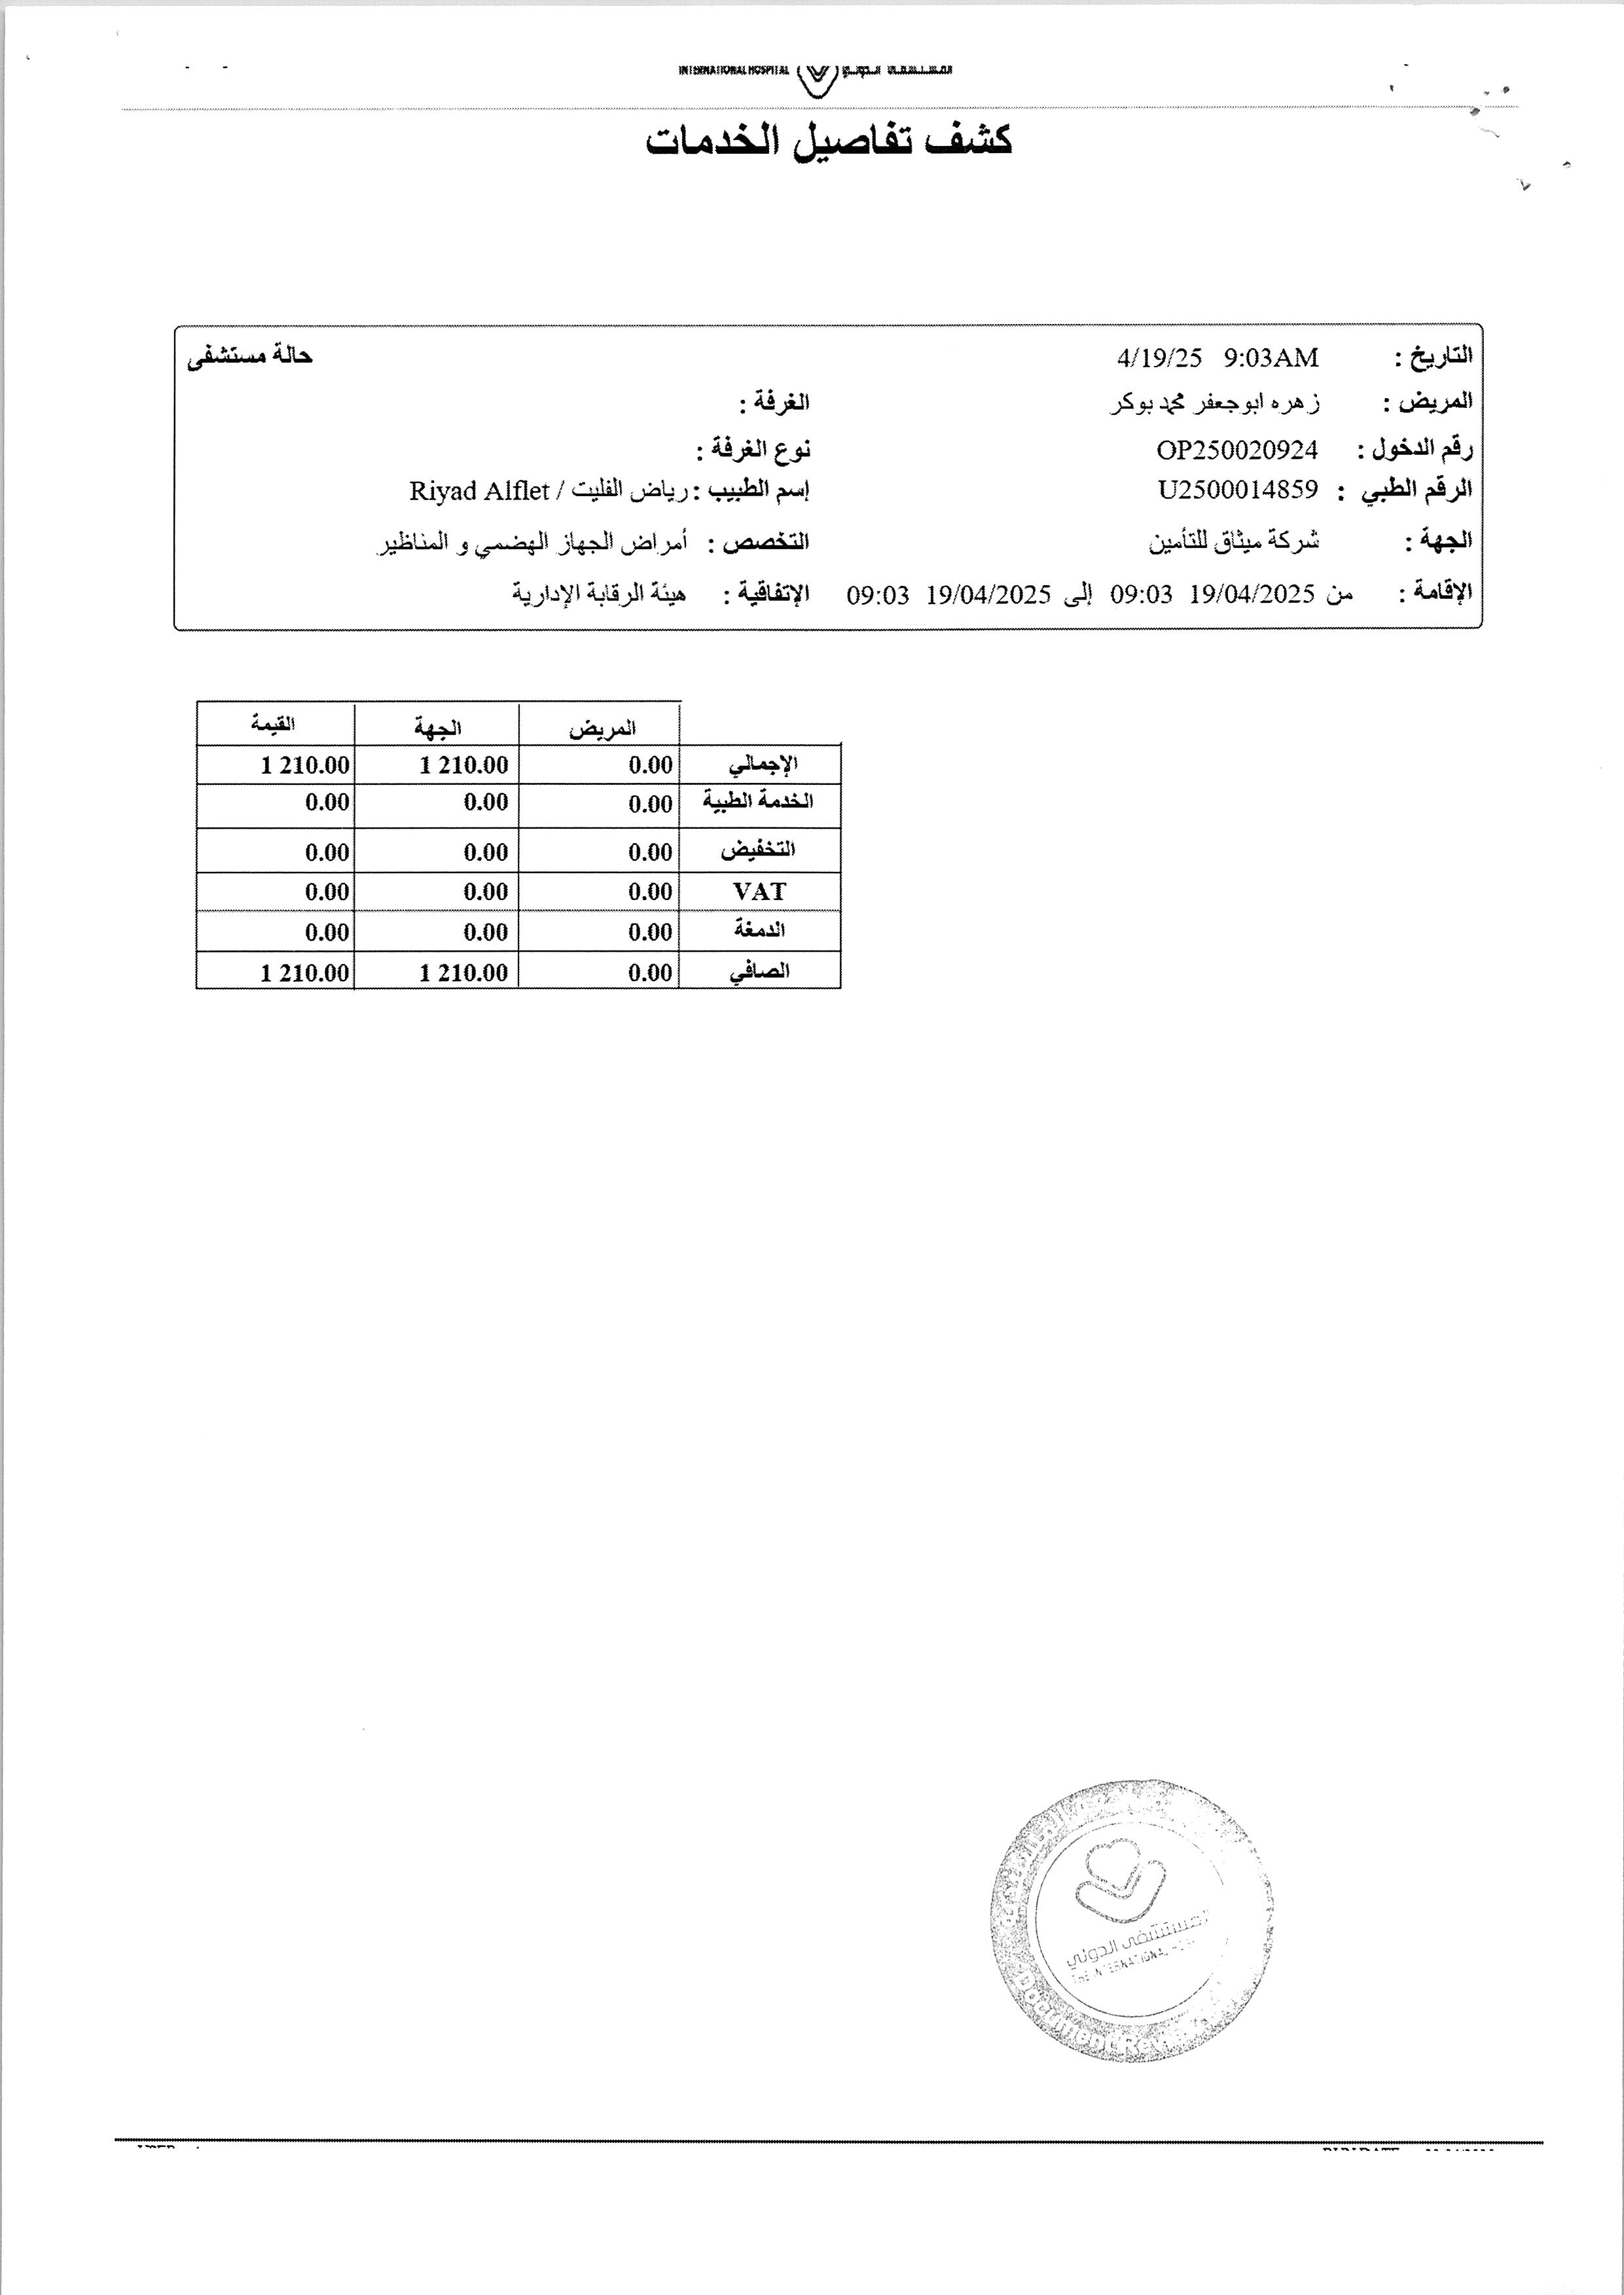 INTERNATIONAL HOSPITAL
كشف تفاصيل الخدمات
التاريخ : 4/19/25 9:03AM حالة مستشفى
المريض : زهره ابوجعفر محمد بوكر الغرفة :
رقم الدخول : OP250020924 نوع الغرفة :
الرقم الطبي : U2500014859 إسم الطبيب : رياض الفليت / Riyad Alflet
الجهة : شركة ميثاق للتأمين التخصص : أمراض الجهاز الهضمي و المناظير
الإقامة : من 19/04/2025 09:03 إلى 19/04/2025 09:03 الإتفاقية : هيئة الرقابة الإدارية
المريض الجهة القيمة
الإجمالي 0.00 1 210.00 1 210.00
الخدمة الطبية 0.00 0.00 0.00
التخفيض 0.00 0.00 0.00
VAT 0.00 0.00 0.00
الدمغة 0.00 0.00 0.00
الصافي 0.00 1 210.00 1 210.00
المستشفى الدولي
THE INTERNATIONAL
Document